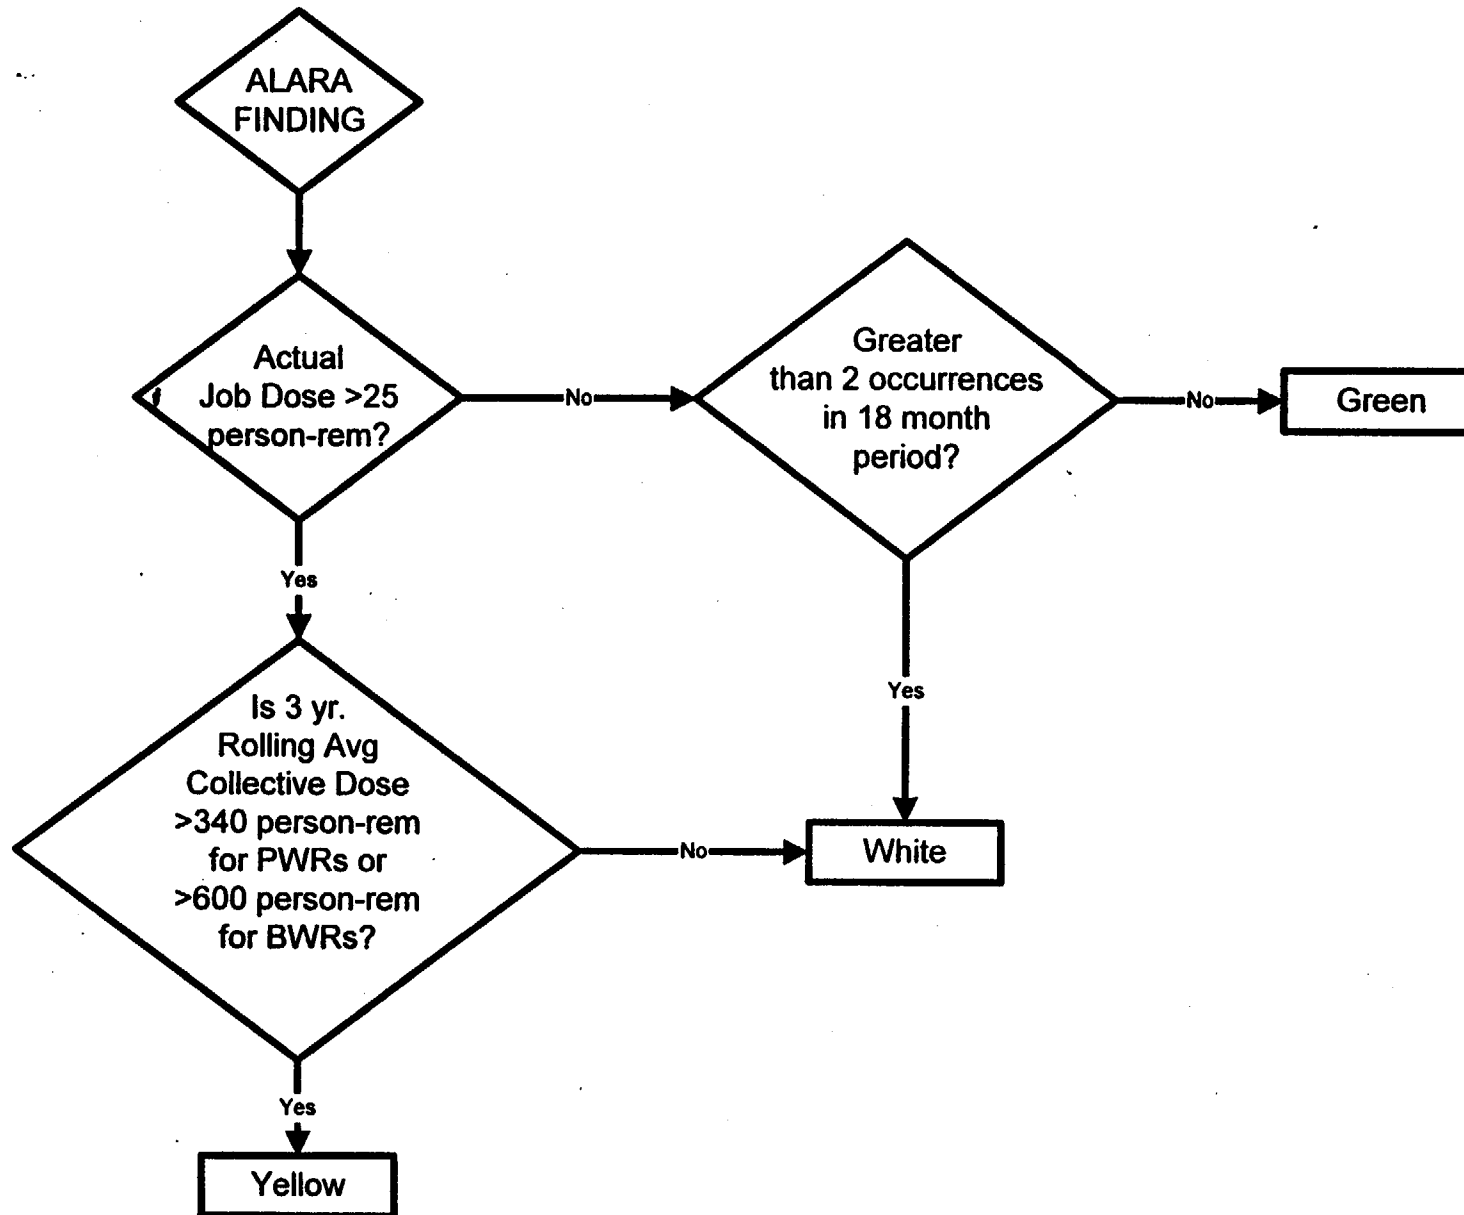 ALARA
FINDING
Actual
Job Dose >25
person-rem?
No
Greater
than 2 occurrences
in 18 month
period?
No
Green
Yes
Yes
Is 3 yr.
Rolling Avg
Collective Dose
>340 person-rem
for PWRs or
>600 person-rem
for BWRs?
No
White
Yes
Yellow